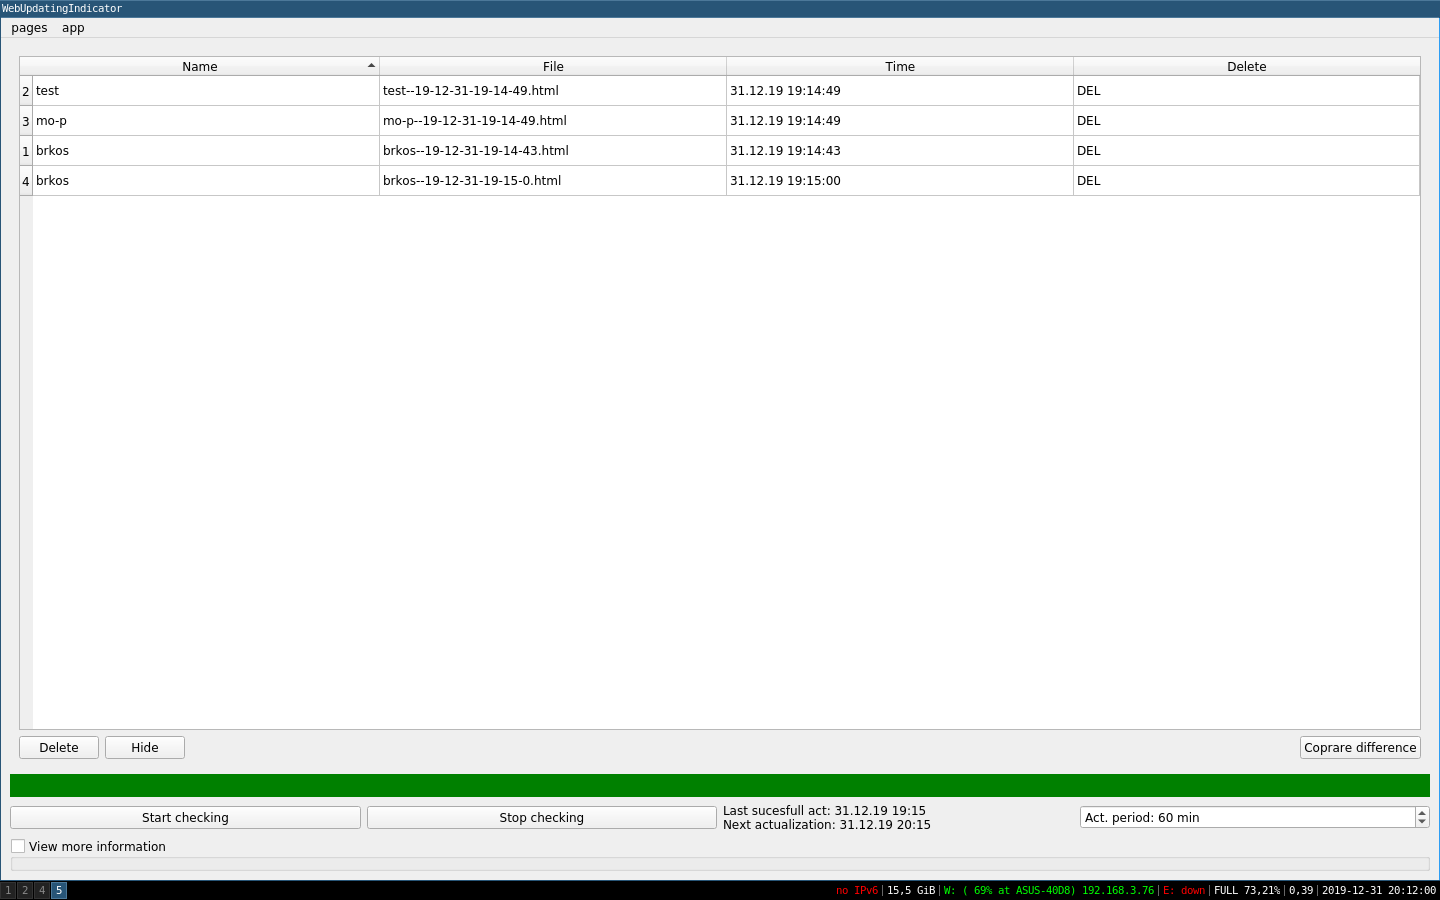 WebUpdatingIndicator
pages app
Name File Time Delete
2 test test--19-12-31-19-14-49.html 31.12.19 19:14:49 DEL
3 mo-p mo-p--19-12-31-19-14-49.html 31.12.19 19:14:49 DEL
1 brkos brkos--19-12-31-19-14-43.html 31.12.19 19:14:43 DEL
4 brkos brkos--19-12-31-19-15-0.html 31.12.19 19:15:00 DEL
Delete Hide Coprare difference
Start checking Stop checking Last sucesfull act: 31.12.19 19:15
Next actualization: 31.12.19 20:15
Act. period: 60 min
View more information
1 2 4 5 no IPv6|15,5 GiB|W: ( 69% at ASUS-40D8) 192.168.3.76|E: down|FULL 73,21%|0,39|2019-12-31 20:12:00